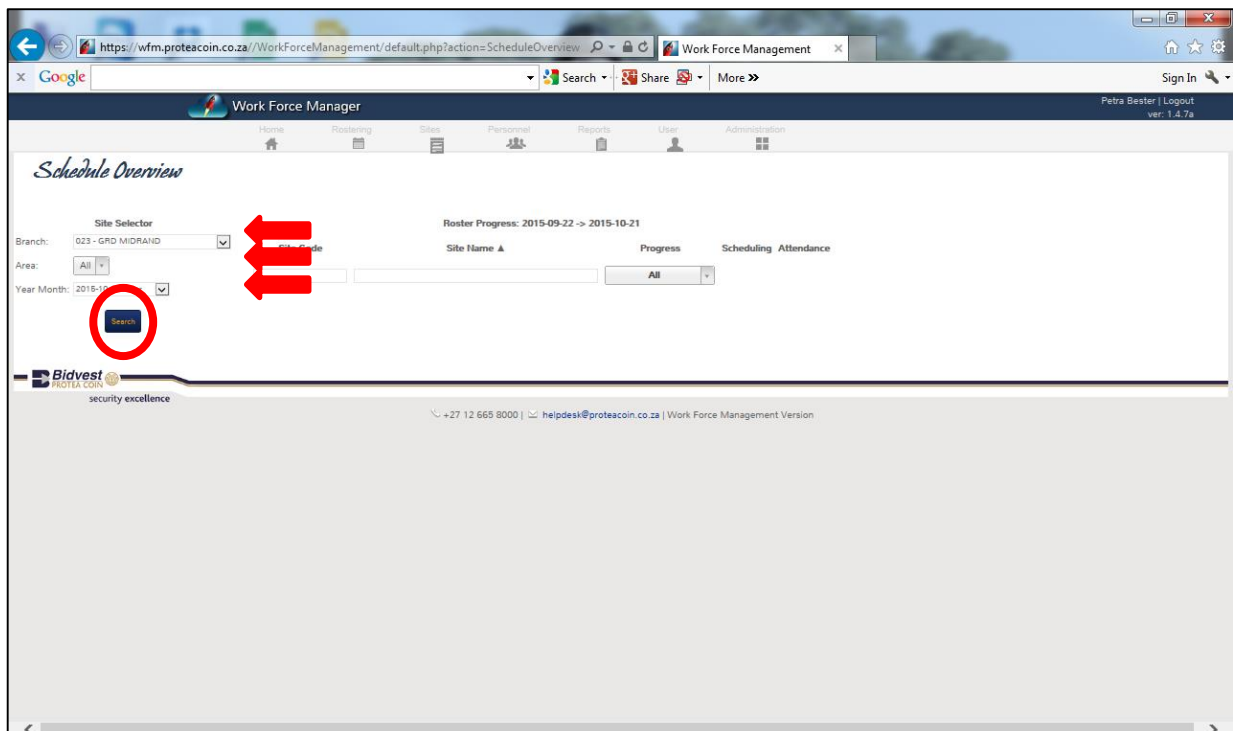 https://wfm.proteacoin.co.za//WorkForceManagement/default.php?action=ScheduleOverview
Work Force Management
x Google Search Share More >> Sign In
Work Force Manager
Petra Bester | Logout
ver: 1.4.7a
Home Rostering Sites Personnel Reports User Administration
Schedule Overview
Site Selector
Roster Progress: 2015-09-22 -> 2015-10-21
Branch: 023 - GRD MIDRAND
Site Code Site Name ▲ Progress Scheduling Attendance
Area: All
All
Year Month:
Search
Bidvest
PROTEA COIN
security excellence
+27 12 665 8000 | helpdesk@proteacoin.co.za | Work Force Management Version